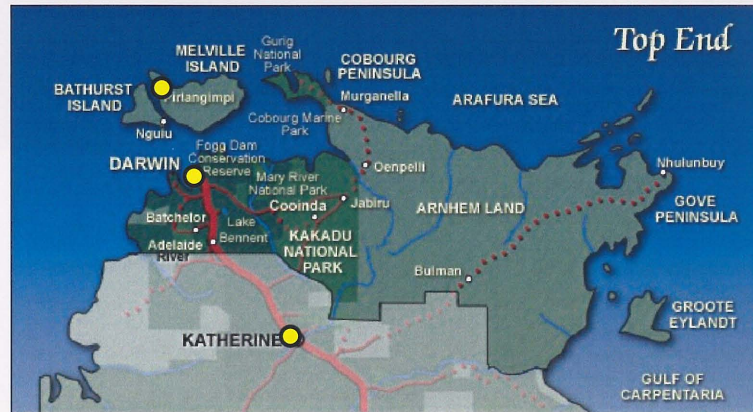 Top End
MELVILLE
ISLAND
Gurig
National
Park
COBOURG
PENINSULA
BATHURST
ISLAND
Pirlangimpi
Murganella
ARAFURA SEA
Nguiu
Cobourg Marine
Park
Fogg Dam
Conservation
Reserve
DARWIN
Oenpelli
Nhulunbuy
Mary River
National Park
Cooinda
Jabiru
ARNHEM LAND
GOVE
PENINSULA
Batchelor
Lake
Bennent
KAKADU
NATIONAL
PARK
Adelaide
River
Bulman
GROOTE
EYLANDT
KATHERINE
GULF OF
CARPENTARIA